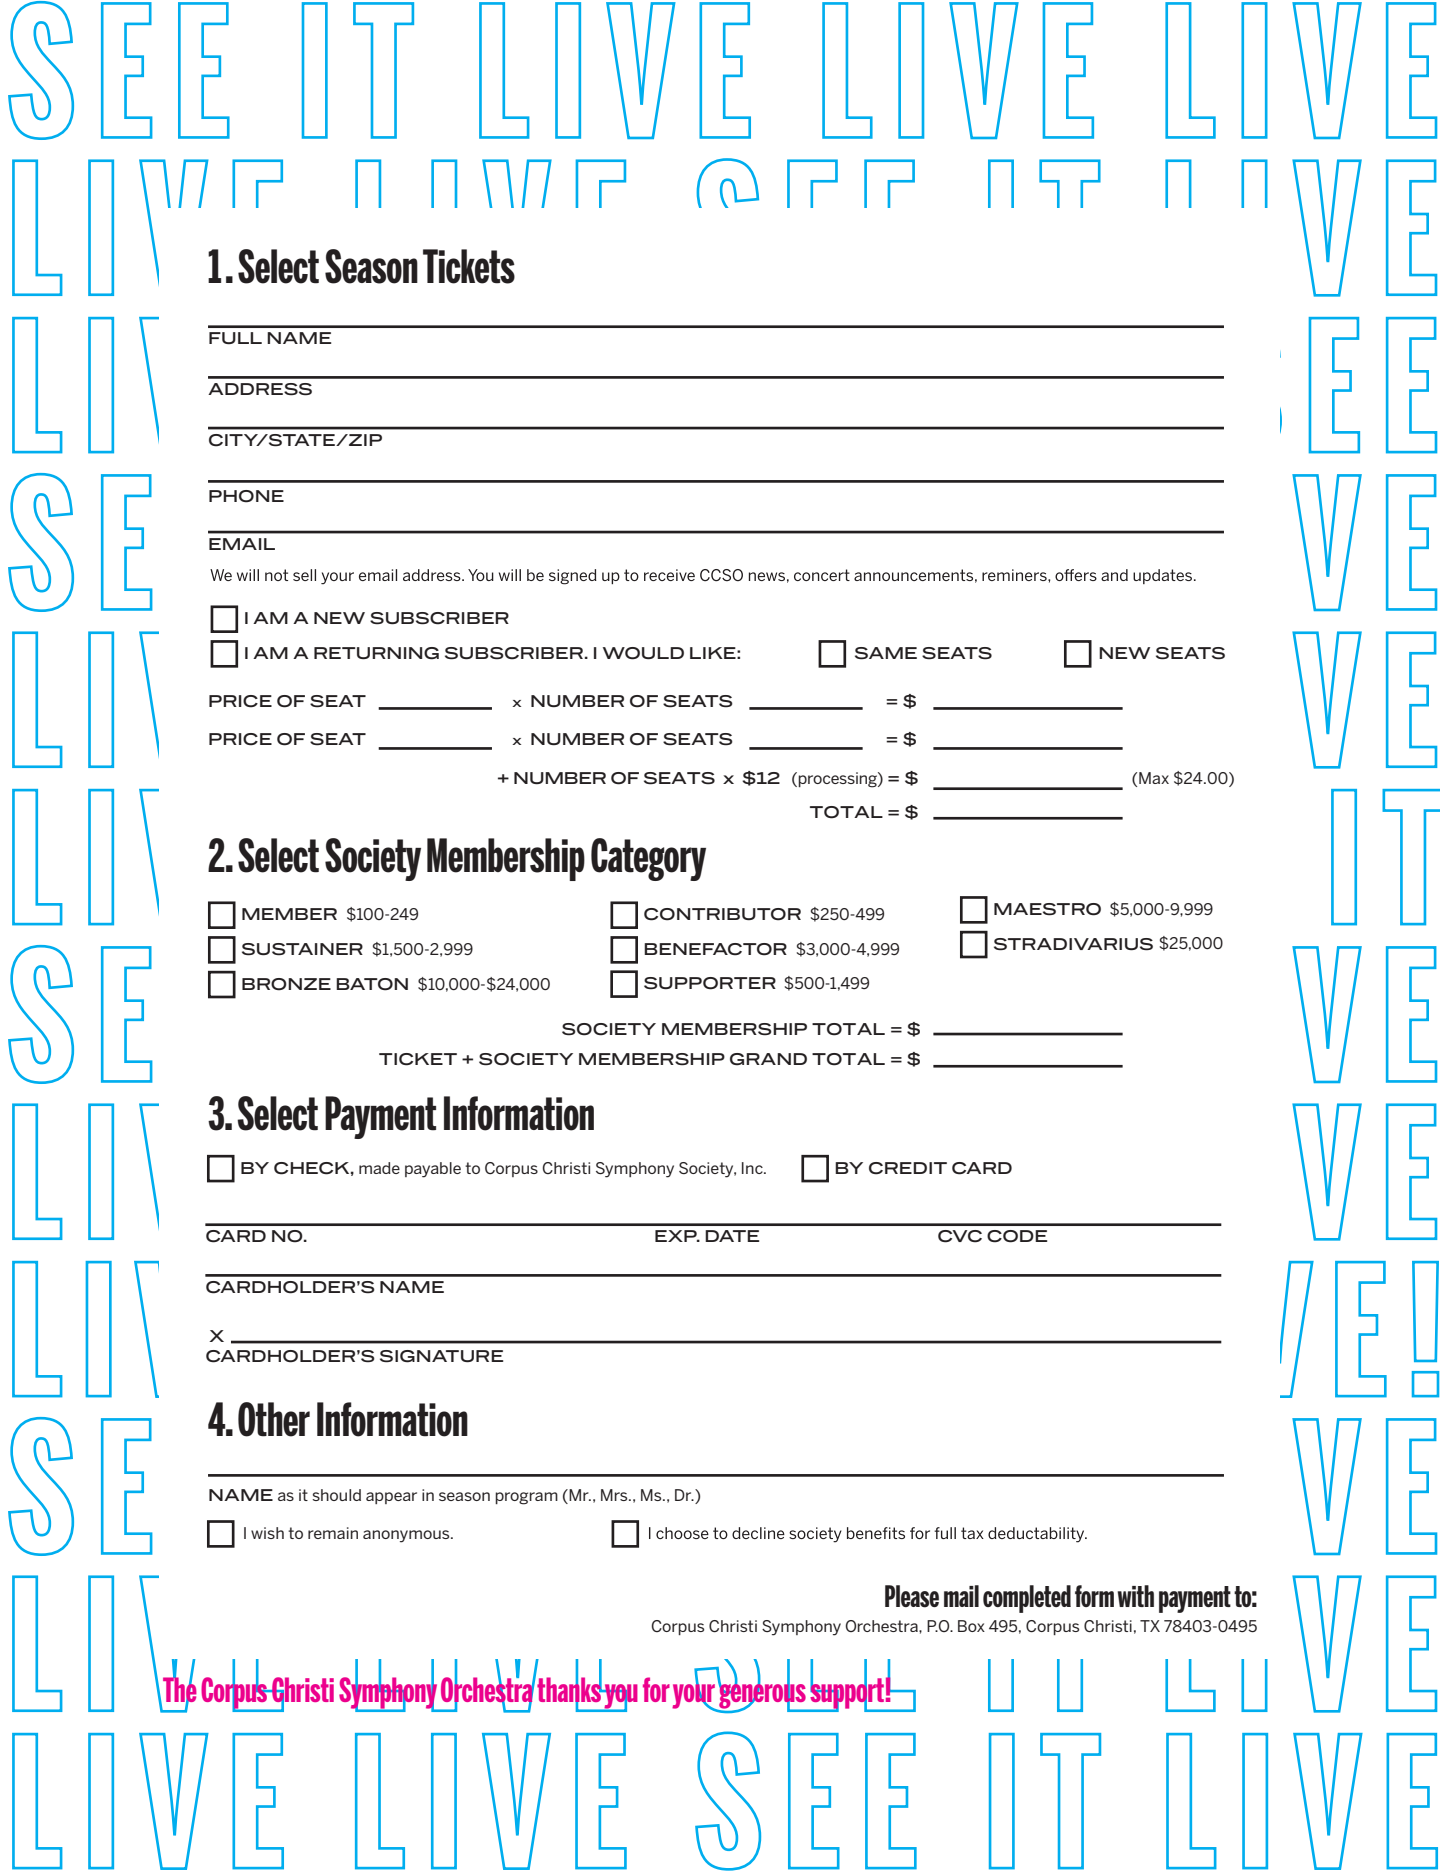 SEE IT LIVE LIVE LIVE
LIVE LIVE SEE IT LIVE
1. Select Season Tickets
FULL NAME
ADDRESS
CITY/STATE/ZIP
PHONE
EMAIL
We will not sell your email address. You will be signed up to receive CCSO news, concert announcements, reminers, offers and updates.
I AM A NEW SUBSCRIBER
I AM A RETURNING SUBSCRIBER. I WOULD LIKE: SAME SEATS NEW SEATS
PRICE OF SEAT x NUMBER OF SEATS = $
PRICE OF SEAT x NUMBER OF SEATS = $
+ NUMBER OF SEATS x $12 (processing) = $ (Max $24.00)
TOTAL = $
2. Select Society Membership Category
MEMBER $100-249 CONTRIBUTOR $250-499 MAESTRO $5,000-9,999
SUSTAINER $1,500-2,999 BENEFACTOR $3,000-4,999 STRADIVARIUS $25,000
BRONZE BATON $10,000-$24,000 SUPPORTER $500-1,499
SOCIETY MEMBERSHIP TOTAL = $
TICKET + SOCIETY MEMBERSHIP GRAND TOTAL = $
3. Select Payment Information
BY CHECK, made payable to Corpus Christi Symphony Society, Inc. BY CREDIT CARD
CARD NO. EXP. DATE CVC CODE
CARDHOLDER'S NAME
X
CARDHOLDER'S SIGNATURE
4. Other Information
NAME as it should appear in season program (Mr., Mrs., Ms., Dr.)
I wish to remain anonymous. I choose to decline society benefits for full tax deductability.
Please mail completed form with payment to:
Corpus Christi Symphony Orchestra, P.O. Box 495, Corpus Christi, TX 78403-0495
The Corpus Christi Symphony Orchestra thanks you for your generous support!
LIVE LIVE SEE IT LIVE
LIVE LIVE SEE IT LIVE